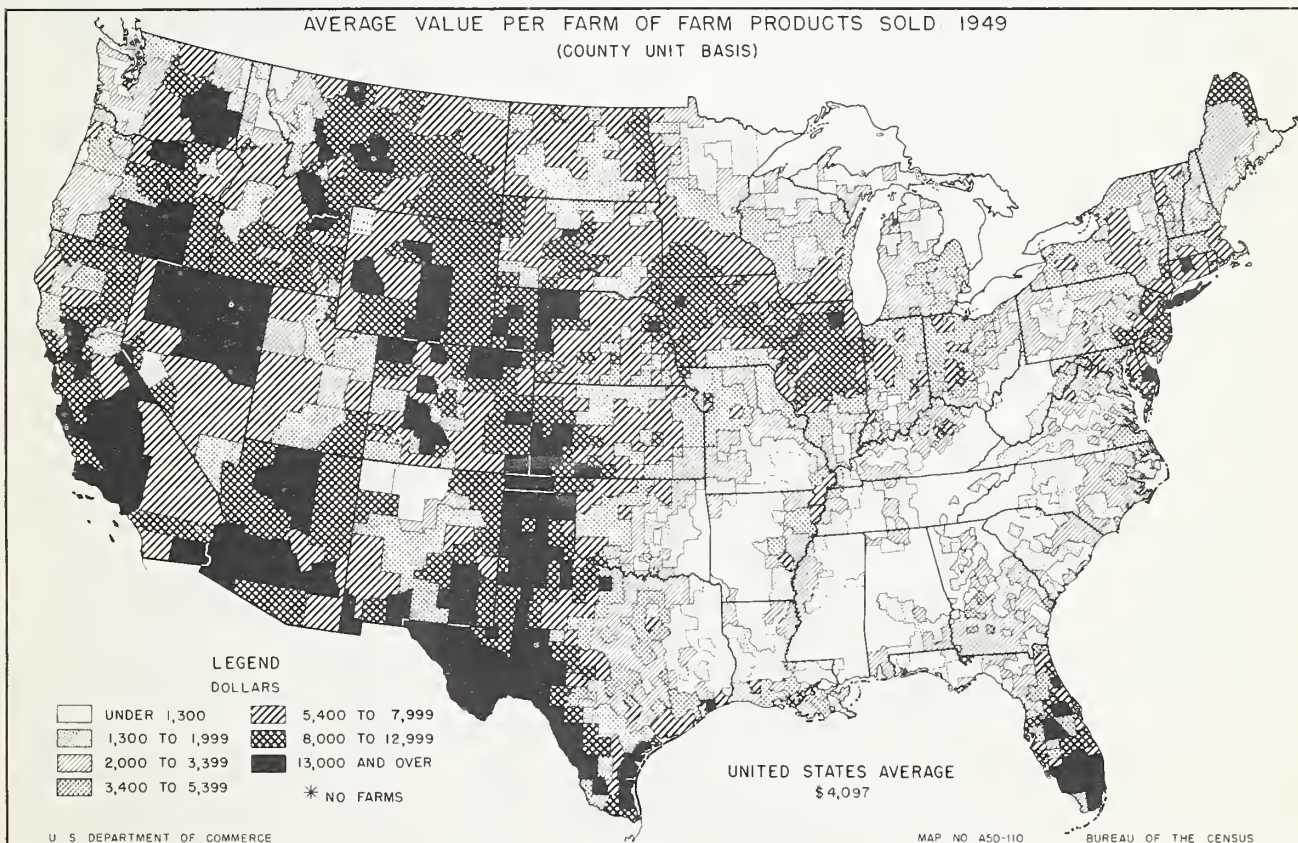 AVERAGE VALUE PER FARM OF FARM PRODUCTS SOLD: 1949
(COUNTY UNIT BASIS)
LEGEND
DOLLARS
UNDER 1,300
1,300 TO 1,999
2,000 TO 3,399
3,400 TO 5,399
5,400 TO 7,999
8,000 TO 12,999
13,000 AND OVER
* NO FARMS
UNITED STATES AVERAGE
$4,097
U S DEPARTMENT OF COMMERCE
MAP NO A50-110 BUREAU OF THE CENSUS